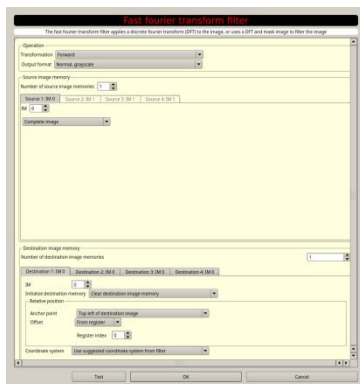 Fast fourier transform filter
The fast fourier transform filter applies a discrete fourier transform (DFT) to the image, or uses a DFT and mask image to filter the image
Operation
Transformation Forward
Output format Normal, grayscale
Source image memory
Number of source image memories 1
Source 1: IM 0 Source 2: IM 1 Source 3: IM 1 Source 4: IM 1
IM 0
Complete image
Destination image memory
Number of destination image memories 1
Destination 1: IM 0 Destination 2: IM 0 Destination 3: IM 0 Destination 4: IM 0
IM 0
Initialize destination memory Clear destination image memory
Relative position
Anchor point Top left of destination image
Offset From register
Register index 0
Coordinate system Use suggested coordinate system from filter
Test OK Cancel